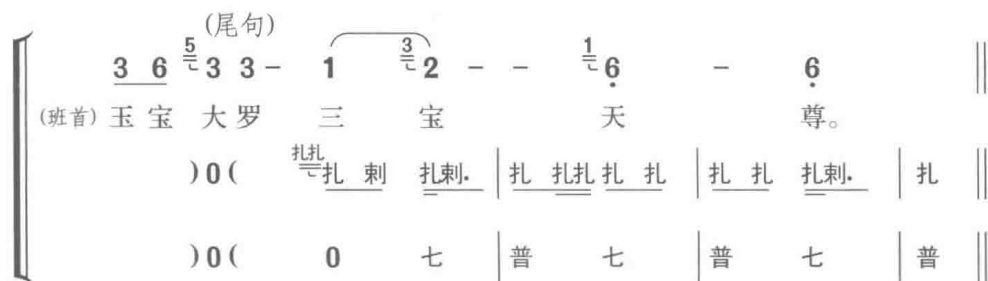 (尾句)
3 6 5 3 3 - 1 3 2 - - 1 6 - 6
(班首) 玉 宝 大 罗 三 宝 天 尊。
) 0 ( 扎扎 扎 剌 扎剌. | 扎 扎扎 扎 扎 | 扎 扎 扎剌. | 扎
) 0 ( 0 七 | 普 七 | 普 七 | 普